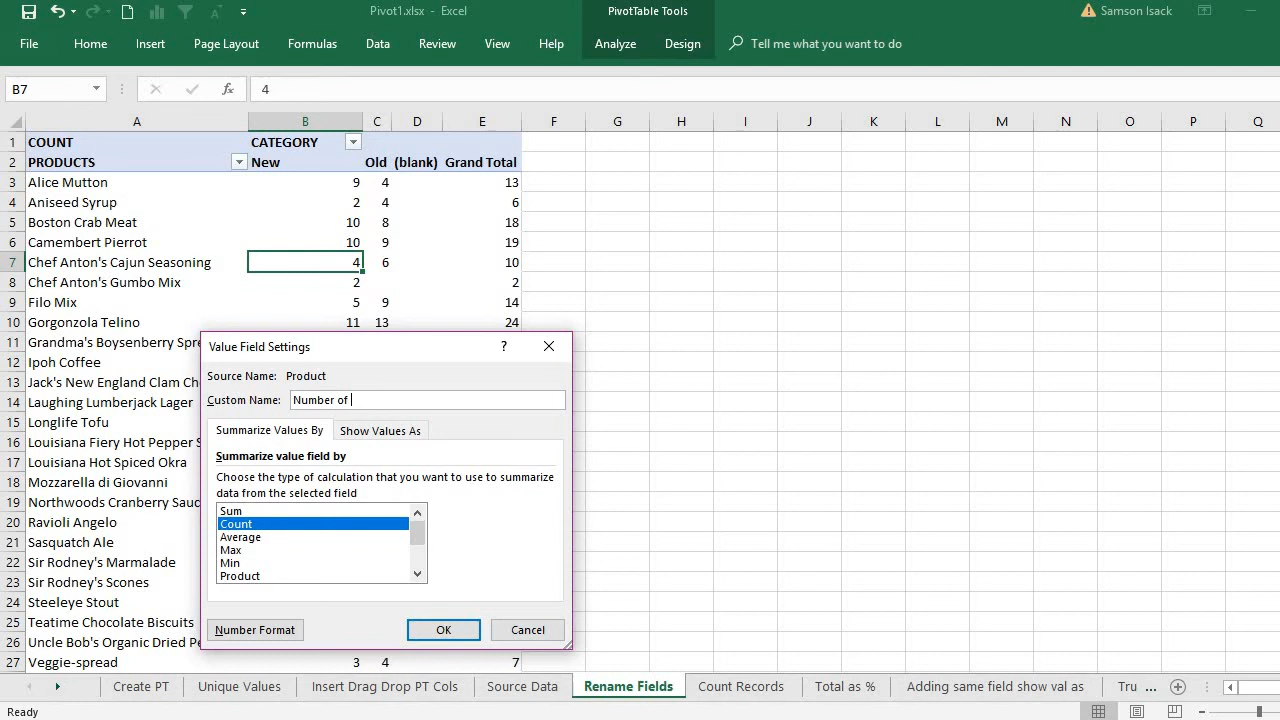 Pivot1.xlsx - Excel
PivotTable Tools
Samson Isack
File Home Insert Page Layout Formulas Data Review View Help Analyze Design Tell me what you want to do
B7 fx 4
A B C D E F G H I J K L M N O P Q
1 COUNT CATEGORY
2 PRODUCTS New Old (blank) Grand Total
3 Alice Mutton 9 4 13
4 Aniseed Syrup 2 4 6
5 Boston Crab Meat 10 8 18
6 Camembert Pierrot 10 9 19
7 Chef Anton's Cajun Seasoning 4 6 10
8 Chef Anton's Gumbo Mix 2 2
9 Filo Mix 5 9 14
10 Gorgonzola Telino 11 13 24
11 Grandma's Boysenberry Spre
12 Ipoh Coffee
13 Jack's New England Clam Ch
14 Laughing Lumberjack Lager
15 Longlife Tofu
16 Louisiana Fiery Hot Pepper S
17 Louisiana Hot Spiced Okra
18 Mozzarella di Giovanni
19 Northwoods Cranberry Sauc
20 Ravioli Angelo
21 Sasquatch Ale
22 Sir Rodney's Marmalade
23 Sir Rodney's Scones
24 Steeleye Stout
25 Teatime Chocolate Biscuits
26 Uncle Bob's Organic Dried Pe
27 Veggie-spread 3 4 7
Value Field Settings ?
Source Name: Product
Custom Name: Number of
Summarize Values By Show Values As
Summarize value field by
Choose the type of calculation that you want to use to summarize
data from the selected field
Sum
Count
Average
Max
Min
Product
Number Format OK Cancel
Create PT Unique Values Insert Drag Drop PT Cols Source Data Rename Fields Count Records Total as % Adding same field show val as Tru ...
Ready